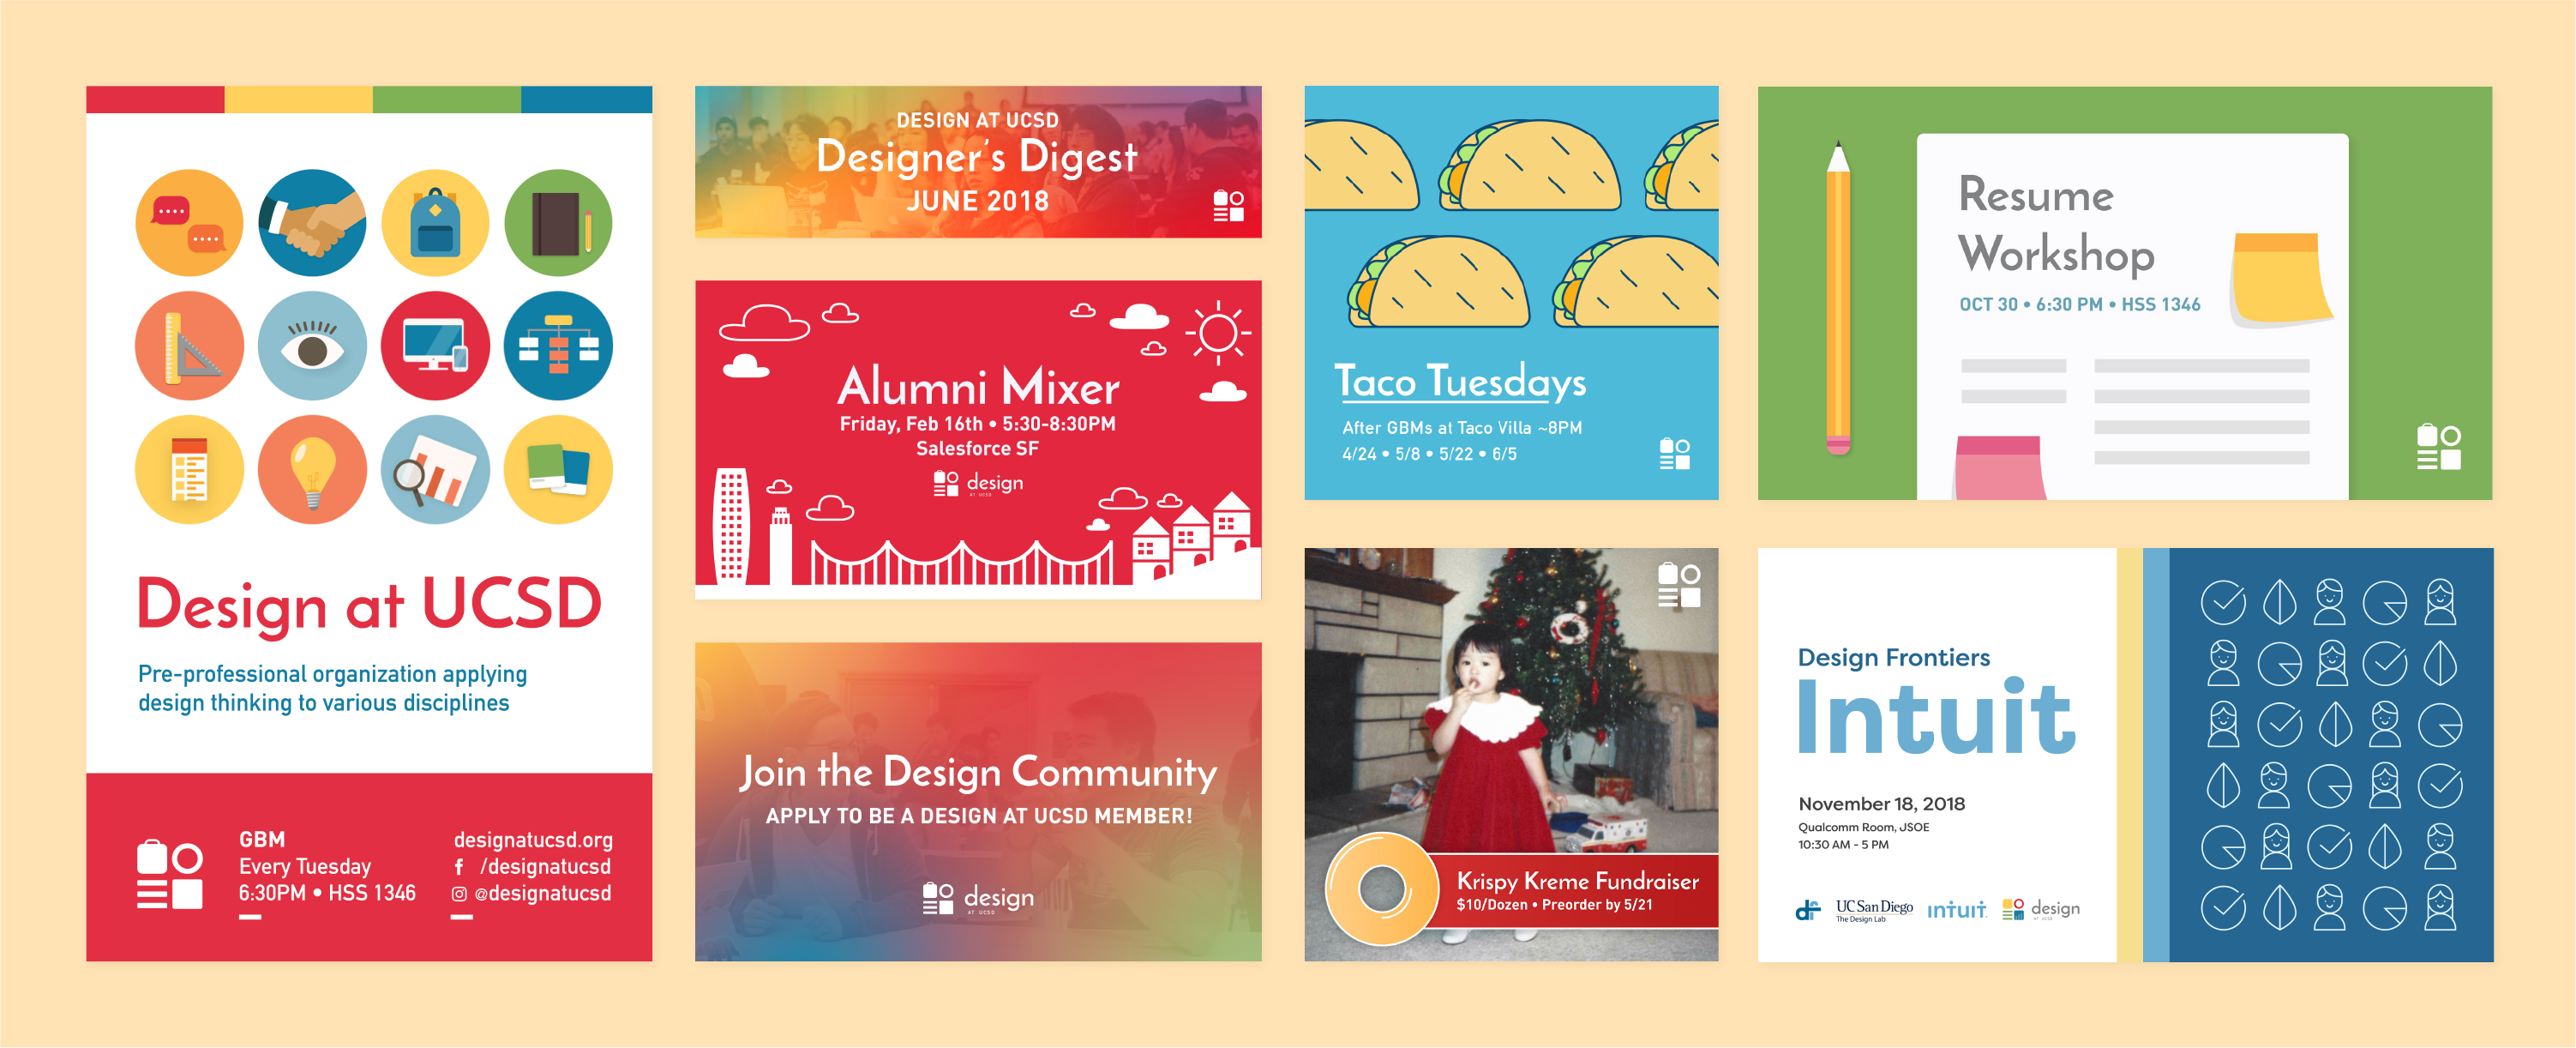 Design at UCSD
Pre-professional organization applying
design thinking to various disciplines
GBM
Every Tuesday
6:30PM • HSS 1346
designatucsd.org
/designatucsd
@designatucsd
DESIGN AT UCSD
Designer's Digest
JUNE 2018
Alumni Mixer
Friday, Feb 16th • 5:30-8:30PM
Salesforce SF
design
AT UCSD
Join the Design Community
APPLY TO BE A DESIGN AT UCSD MEMBER!
design
AT UCSD
Taco Tuesdays
After GBMs at Taco Villa ~8PM
4/24 • 5/8 • 5/22 • 6/5
Krispy Kreme Fundraiser
$10/Dozen • Preorder by 5/21
Resume
Workshop
OCT 30 • 6:30 PM • HSS 1346
Design Frontiers
Intuit
November 18, 2018
Qualcomm Room, JSOE
10:30 AM - 5 PM
df
UC San Diego
The Design Lab
intuit
design
AT UCSD